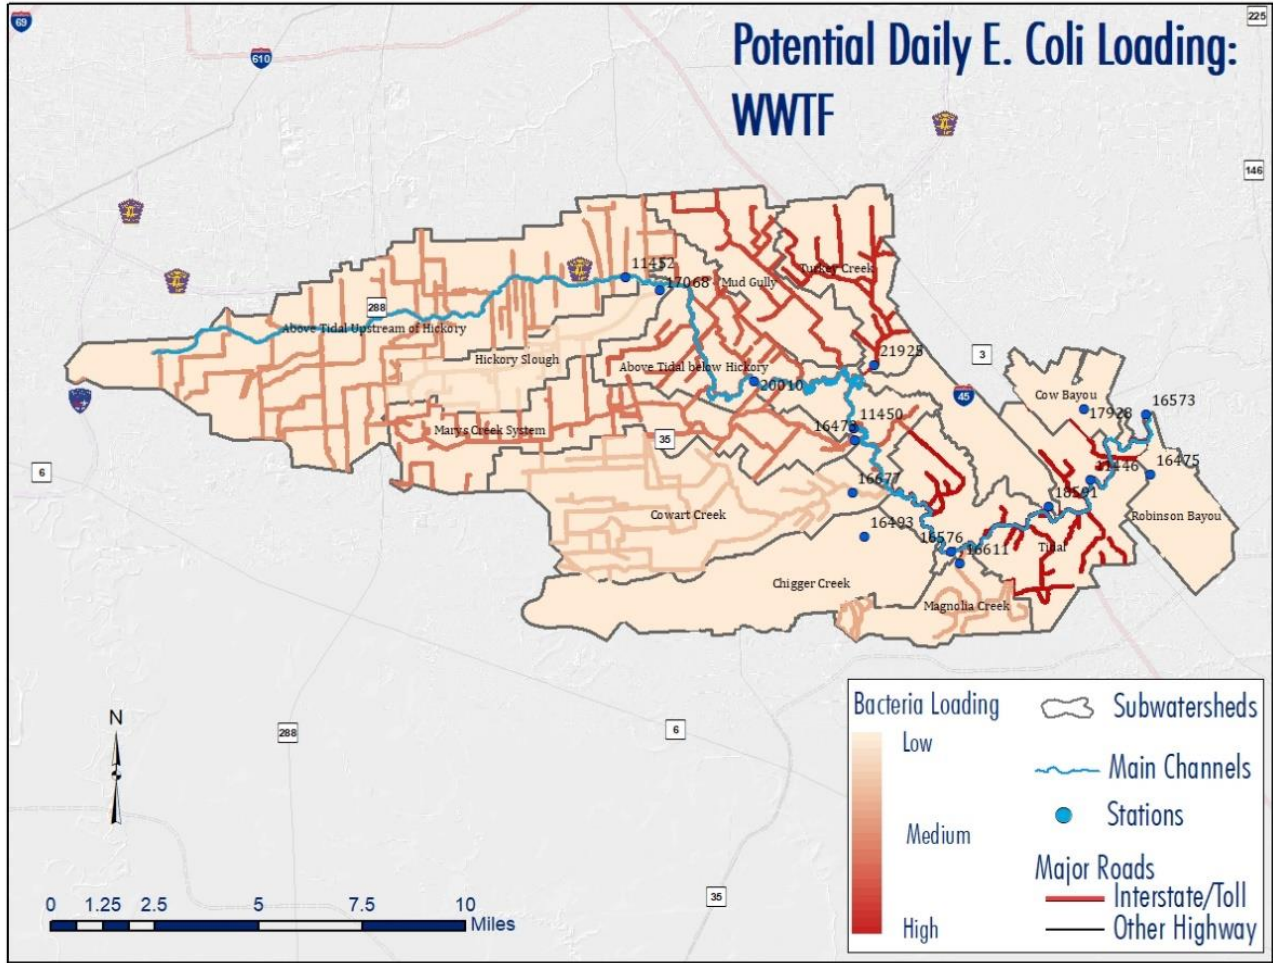 69
225
Potential Daily E. Coli Loading:
WWTF
610
146
11452
17068
Mud Gully
Turkey Creek
288
Above Tidal Upstream of Hickory
Hickory Slough
Above Tidal below Hickory
20010
21925
3
45
Cow Bayou
17928
16573
Marys Creek System
35
11450
16473
6
16677
11446
16475
18591
Cowart Creek
16493
Robinson Bayou
16576
16611
Tidal
Chigger Creek
Magnolia Creek
N
288
6
35
0 1.25 2.5 5 7.5 10
Miles
Bacteria Loading
Low
Medium
High
Subwatersheds
Main Channels
Stations
Major Roads
Interstate/Toll
Other Highway